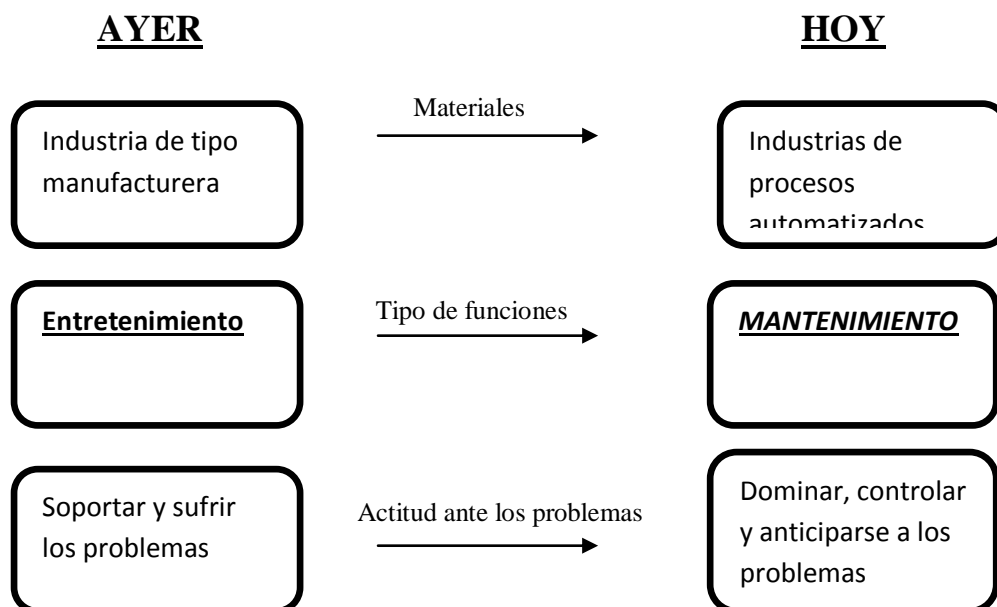 AYER
HOY
Materiales
Industria de tipo
manufacturera
Industrias de
procesos
automatizados
Entretenimiento
Tipo de funciones
MANTENIMIENTO
Soportar y sufrir
los problemas
Actitud ante los problemas
Dominar, controlar
y anticiparse a los
problemas